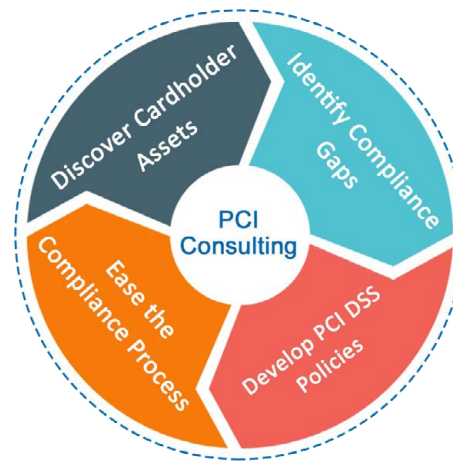 Discover Cardholder
Assets
Identify Compliance
Gaps
PCI
Consulting
Ease the
Compliance Process
Develop PCI DSS
Policies